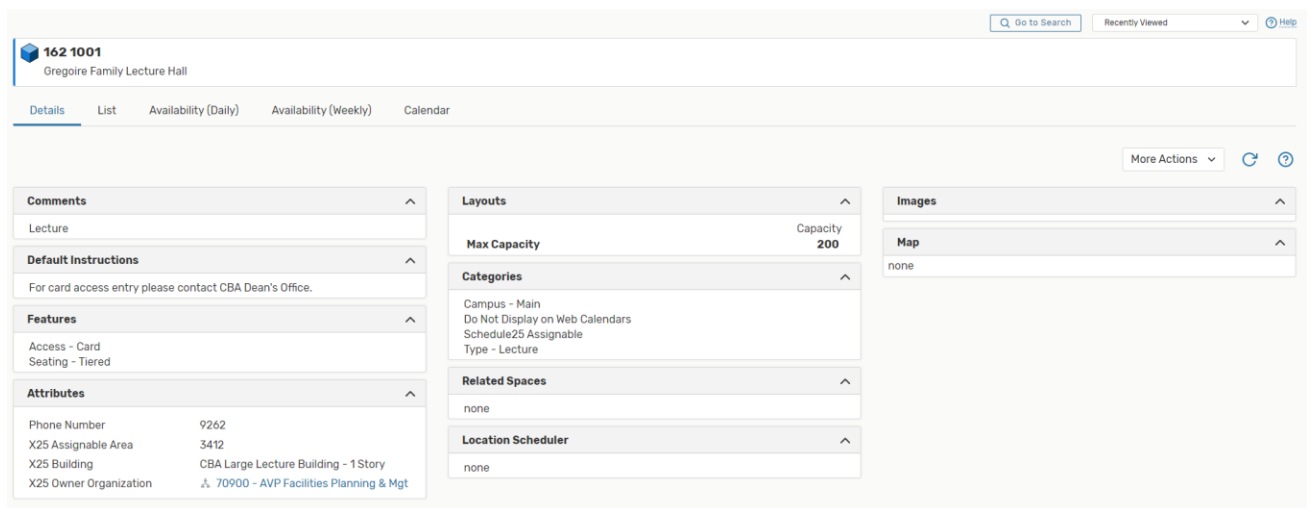 Go to Search
Recently Viewed
Help
162 1001
Gregoire Family Lecture Hall
Details
List
Availability (Daily)
Availability (Weekly)
Calendar
More Actions
Comments
Lecture
Default Instructions
For card access entry please contact CBA Dean's Office.
Features
Access - Card
Seating - Tiered
Attributes
Phone Number 9262
X25 Assignable Area 3412
X25 Building CBA Large Lecture Building - 1 Story
X25 Owner Organization 70900 - AVP Facilities Planning & Mgt
Layouts
Capacity
Max Capacity 200
Categories
Campus - Main
Do Not Display on Web Calendars
Schedule25 Assignable
Type - Lecture
Related Spaces
none
Location Scheduler
none
Images
Map
none